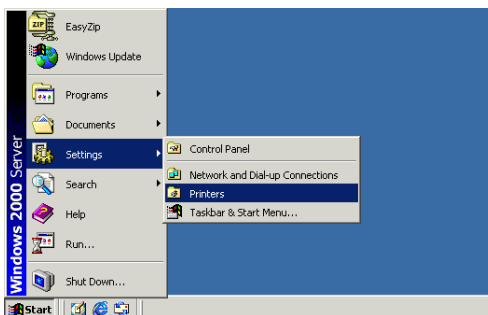 EasyZip
Windows Update
Programs
Documents
Settings
Search
Help
Run...
Shut Down...
Windows 2000 Server
Control Panel
Network and Dial-up Connections
Printers
Taskbar & Start Menu...
Start
ZIP